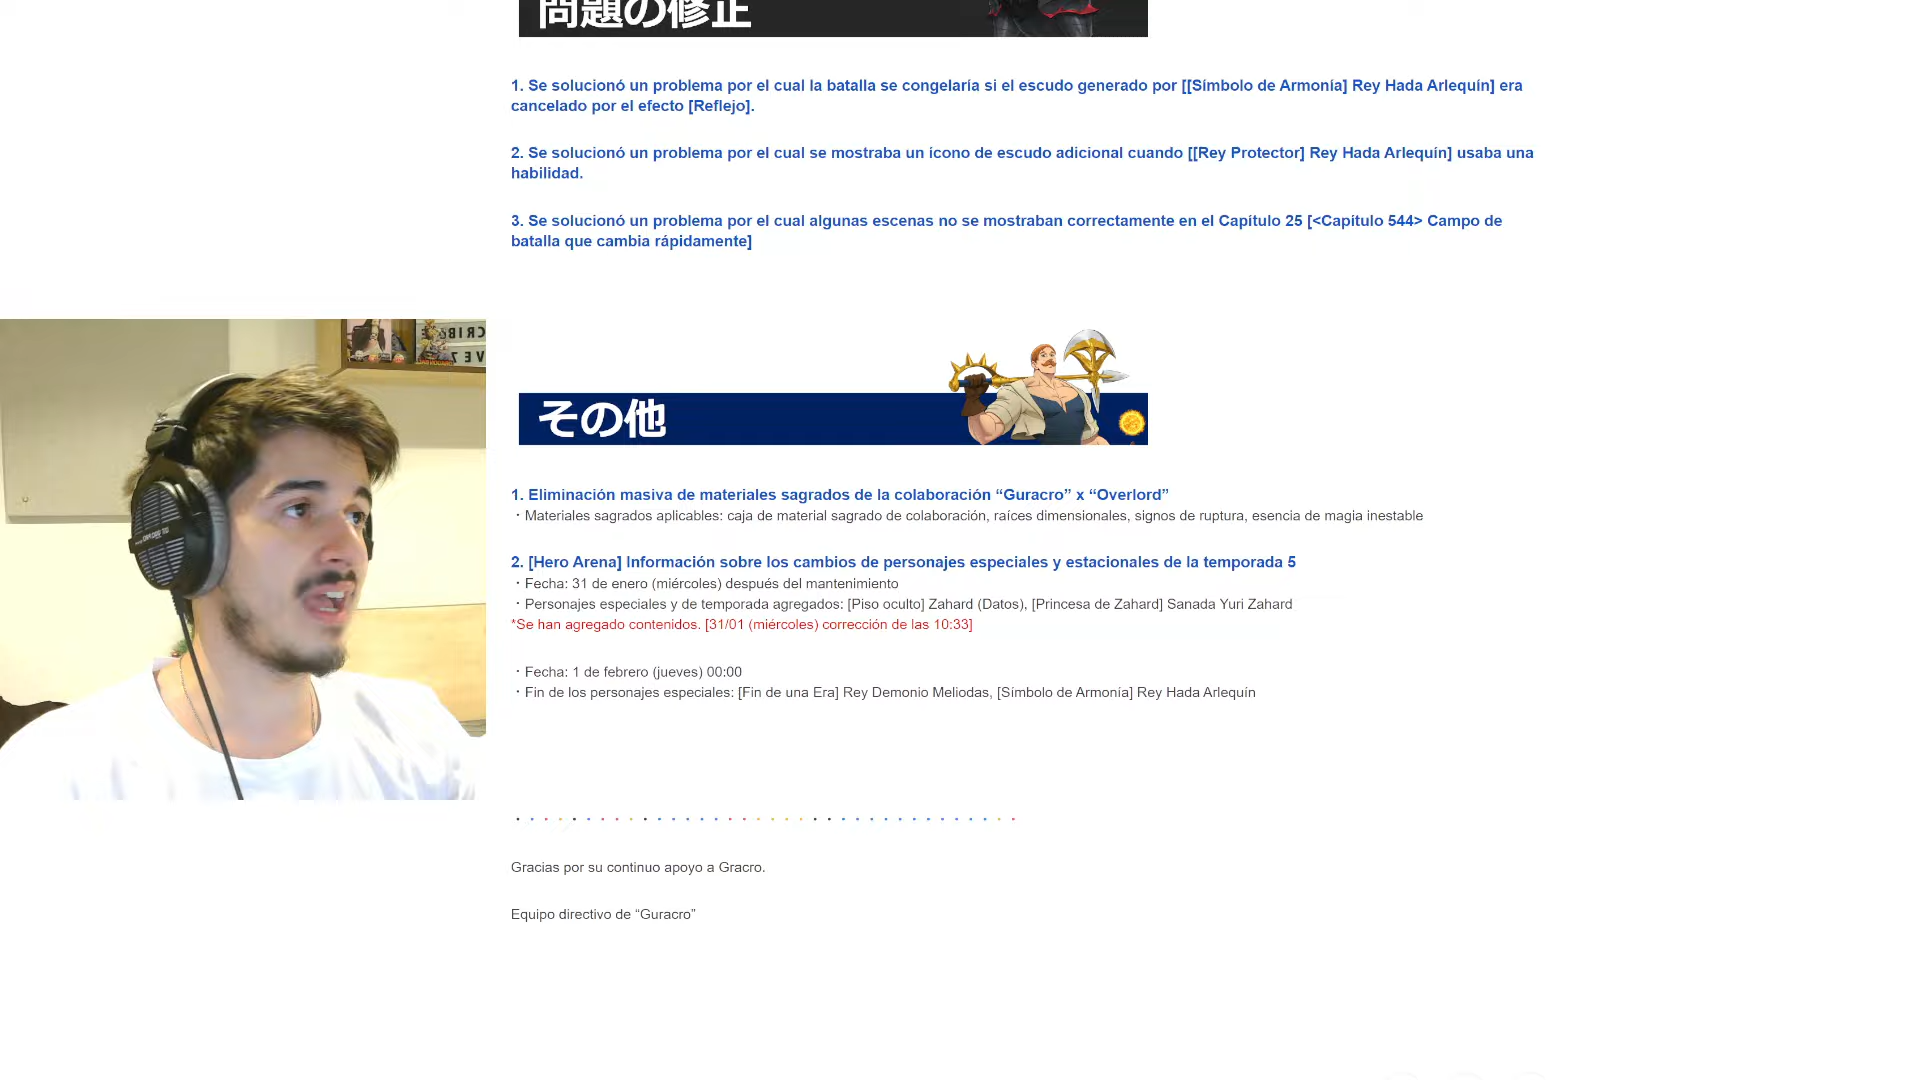 問題の修正
1. Se solucionó un problema por el cual la batalla se congelaría si el escudo generado por [[Símbolo de Armonía] Rey Hada Arlequín] era
cancelado por el efecto [Reflejo].
2. Se solucionó un problema por el cual se mostraba un ícono de escudo adicional cuando [[Rey Protector] Rey Hada Arlequín] usaba una
habilidad.
3. Se solucionó un problema por el cual algunas escenas no se mostraban correctamente en el Capítulo 25 [<Capítulo 544> Campo de
batalla que cambia rápidamente]
その他
1. Eliminación masiva de materiales sagrados de la colaboración “Guracro” x “Overlord”
・Materiales sagrados aplicables: caja de material sagrado de colaboración, raíces dimensionales, signos de ruptura, esencia de magia inestable
2. [Hero Arena] Información sobre los cambios de personajes especiales y estacionales de la temporada 5
・Fecha: 31 de enero (miércoles) después del mantenimiento
・Personajes especiales y de temporada agregados: [Piso oculto] Zahard (Datos), [Princesa de Zahard] Sanada Yuri Zahard
*Se han agregado contenidos. [31/01 (miércoles) corrección de las 10:33]
・Fecha: 1 de febrero (jueves) 00:00
・Fin de los personajes especiales: [Fin de una Era] Rey Demonio Meliodas, [Símbolo de Armonía] Rey Hada Arlequín
Gracias por su continuo apoyo a Gracro.
Equipo directivo de “Guracro”